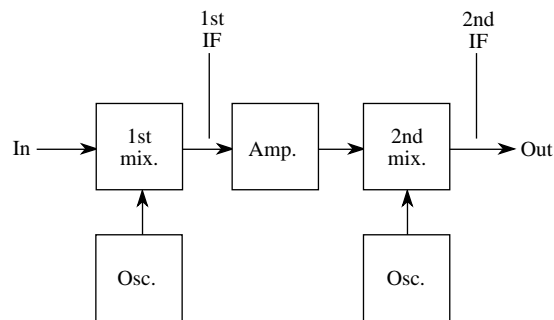 1st
IF
2nd
IF
In
1st
mix.
Amp.
2nd
mix.
Out
Osc.
Osc.